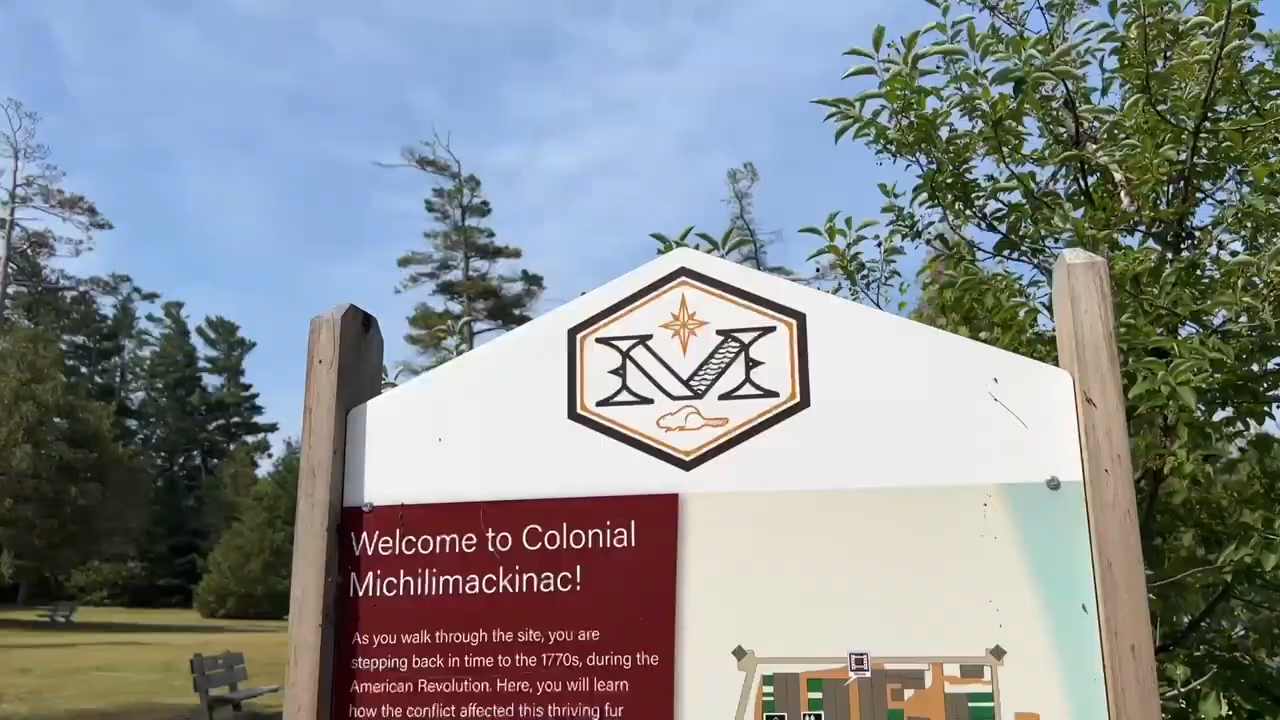 M
Welcome to Colonial
Michilimackinac!
As you walk through the site, you are
stepping back in time to the 1770s, during the
American Revolution. Here, you will learn
how the conflict affected this thriving fur